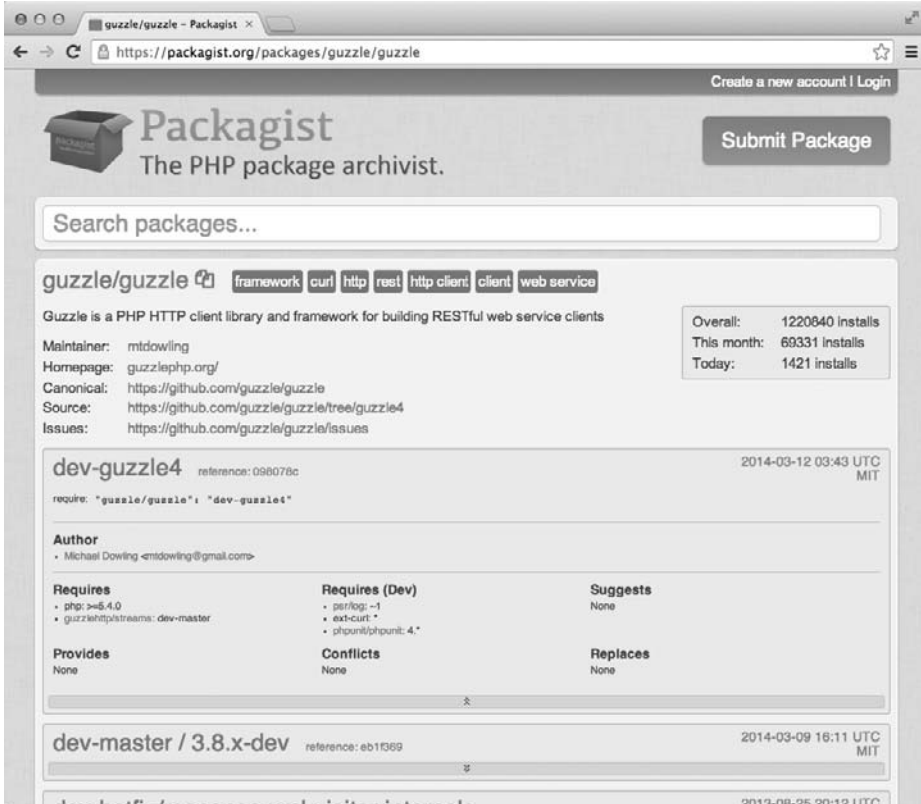 guzzle/guzzle - Packagist
https://packagist.org/packages/guzzle/guzzle
Create a new account | Login
Packagist
The PHP package archivist.
Submit Package
Search packages...
guzzle/guzzle framework curl http rest http client client web service
Guzzle is a PHP HTTP client library and framework for building RESTful web service clients
Overall: 1220840 installs
This month: 69331 installs
Today: 1421 installs
Maintainer: mtdowling
Homepage: guzzlephp.org/
Canonical: https://github.com/guzzle/guzzle
Source: https://github.com/guzzle/guzzle/tree/guzzle4
Issues: https://github.com/guzzle/guzzle/issues
dev-guzzle4 reference: 098078c
2014-03-12 03:43 UTC
MIT
require: "guzzle/guzzle": "dev-guzzle4"
Author
• Michael Dowling <mtdowling@gmail.com>
Requires
• php: >=5.4.0
• guzzlehttp/streams: dev-master
Requires (Dev)
• psr/log: ~1
• ext-curl: *
• phpunit/phpunit: 4.*
Suggests
None
Provides
None
Conflicts
None
Replaces
None
dev-master / 3.8.x-dev reference: eb1f369
2014-03-09 16:11 UTC
MIT